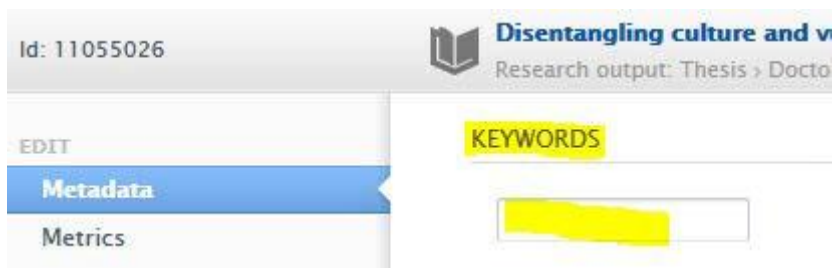 Id: 11055026
Disentangling culture and
Research output: Thesis › Docto
EDIT
KEYWORDS
Metadata
Metrics